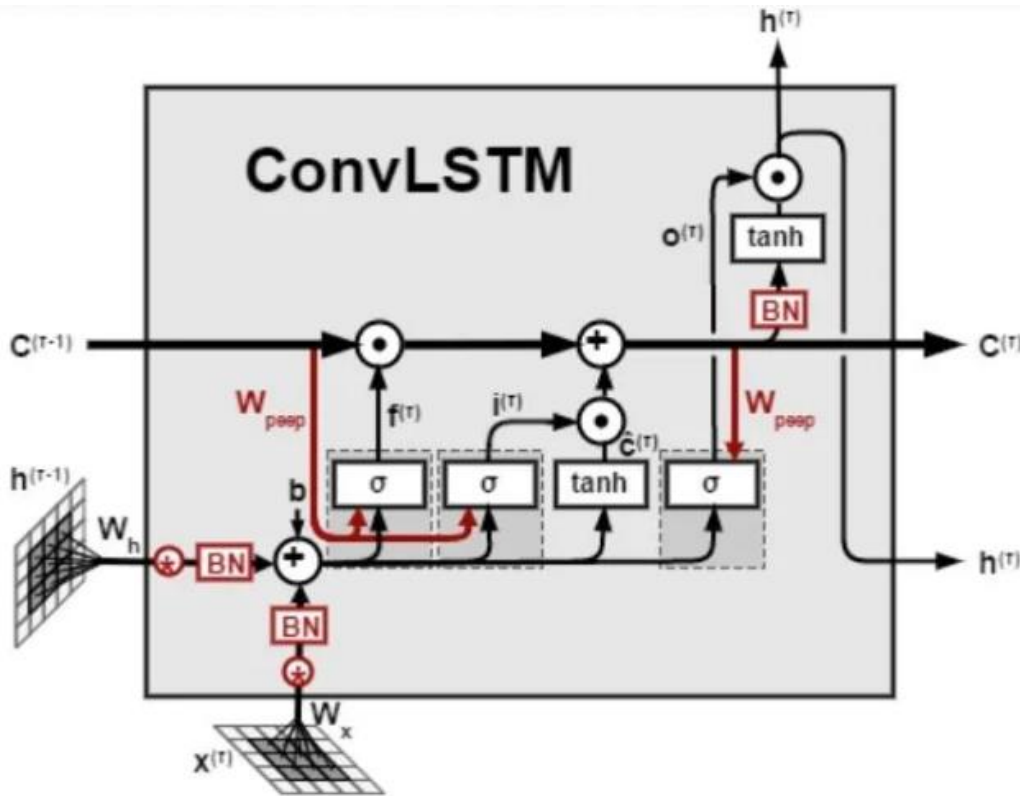 h(τ)
ConvLSTM
o(τ)
tanh
BN
C(τ-1)
C(τ)
W peep
f(τ)
i(τ)
ĉ(τ)
W peep
h(τ-1)
σ
σ
tanh
σ
W h
b
* BN
+
h(τ)
BN
*
W x
x(τ)